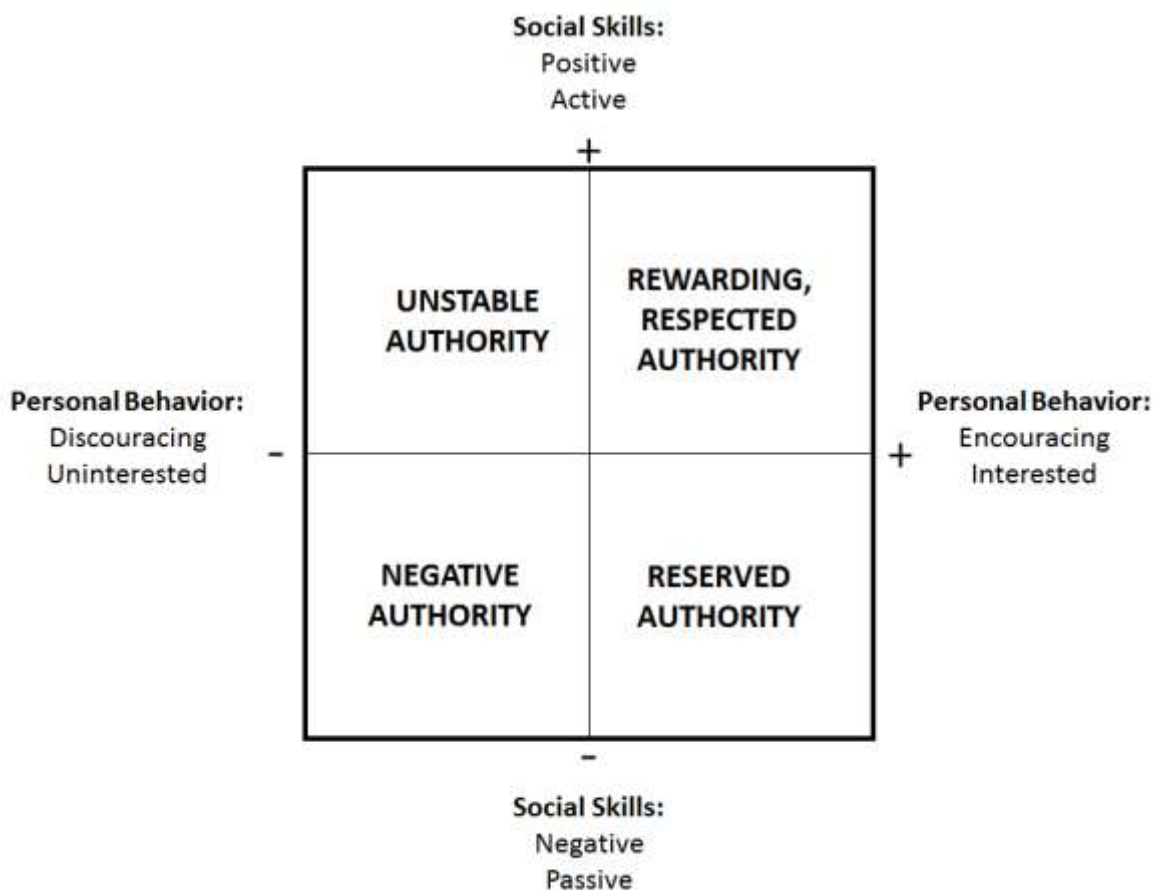 Social Skills:
Positive
Active
+
UNSTABLE
AUTHORITY
REWARDING,
RESPECTED
AUTHORITY
Personal Behavior:
Discouracing
Uninterested
-
+
Personal Behavior:
Encouracing
Interested
NEGATIVE
AUTHORITY
RESERVED
AUTHORITY
-
Social Skills:
Negative
Passive